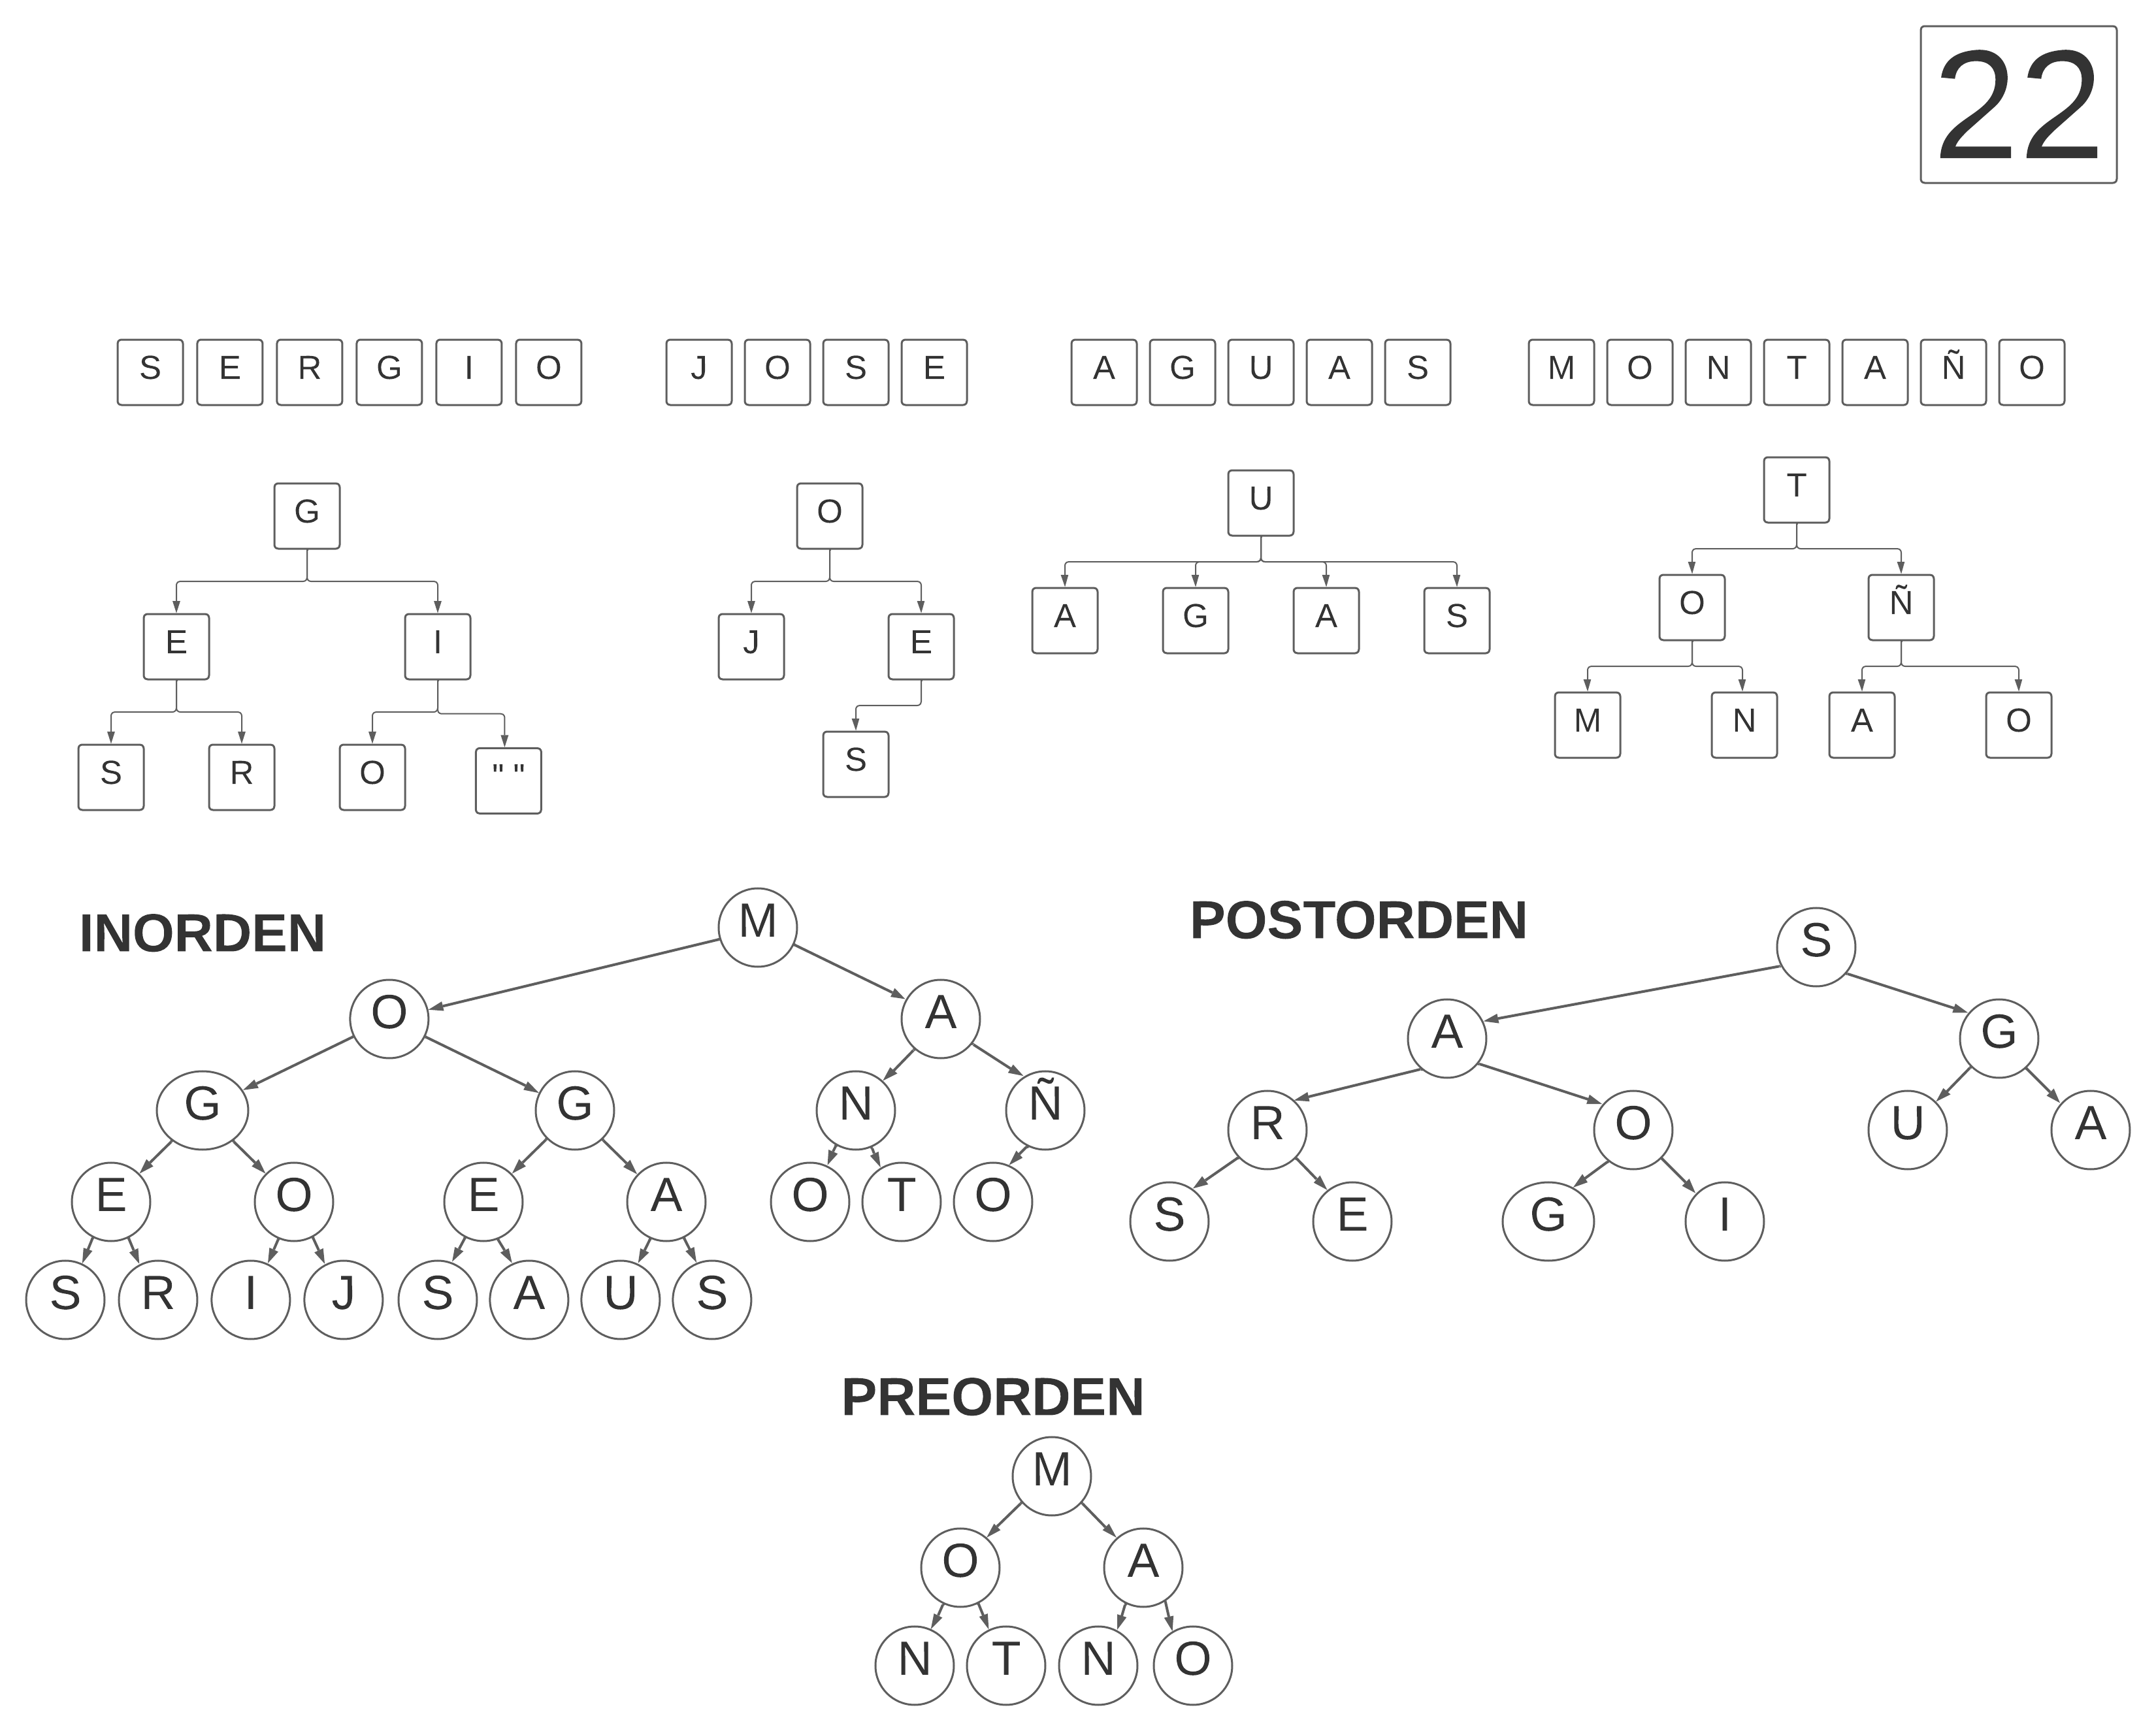 22
S E R G I O J O S E A G U A S M O N T A Ñ O
G O U T
E I J E A G A S O Ñ
S R O " " S M N A O
INORDEN
M
O A
G G N Ñ
E O E A O T O
S R I J S A U S
POSTORDEN
S
A G
R O U A
S E G I
PREORDEN
M
O A
N T N O